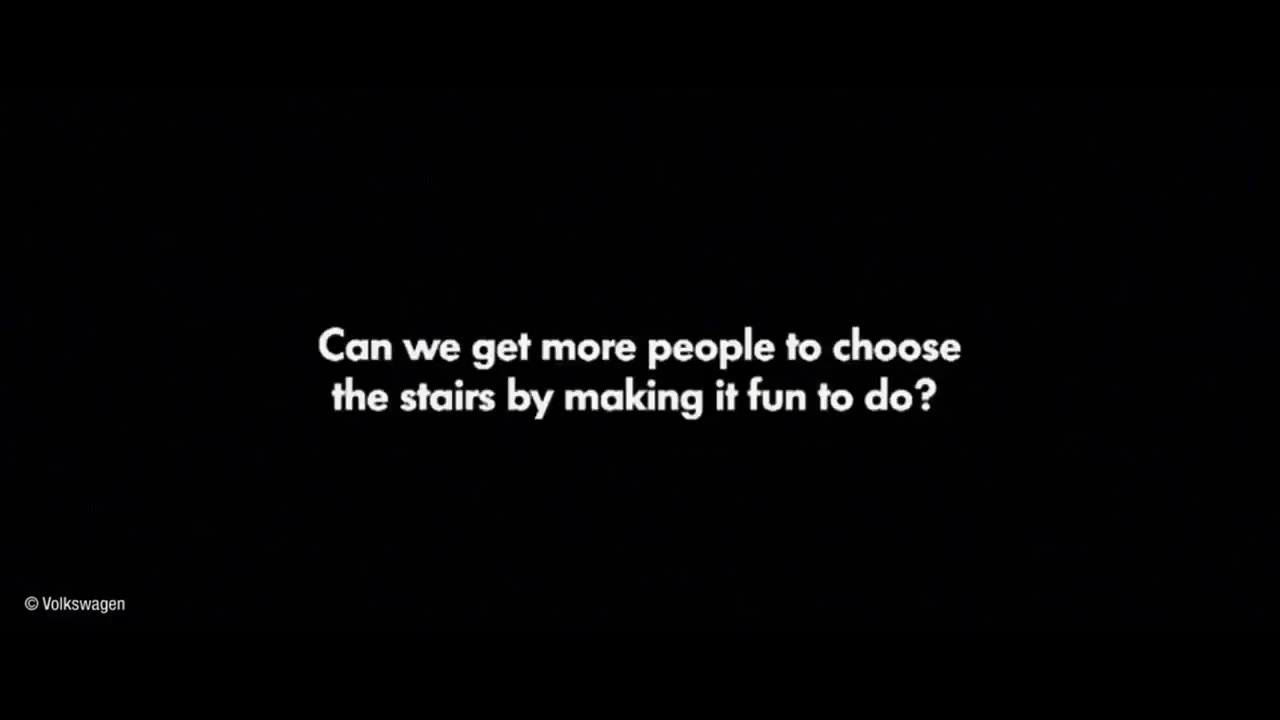 Can we get more people to choose
the stairs by making it fun to do?
© Volkswagen